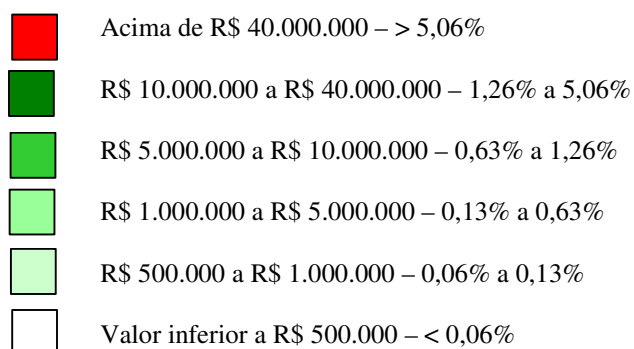 Acima de R$ 40.000.000 – > 5,06%
R$ 10.000.000 a R$ 40.000.000 – 1,26% a 5,06%
R$ 5.000.000 a R$ 10.000.000 – 0,63% a 1,26%
R$ 1.000.000 a R$ 5.000.000 – 0,13% a 0,63%
R$ 500.000 a R$ 1.000.000 – 0,06% a 0,13%
Valor inferior a R$ 500.000 – < 0,06%